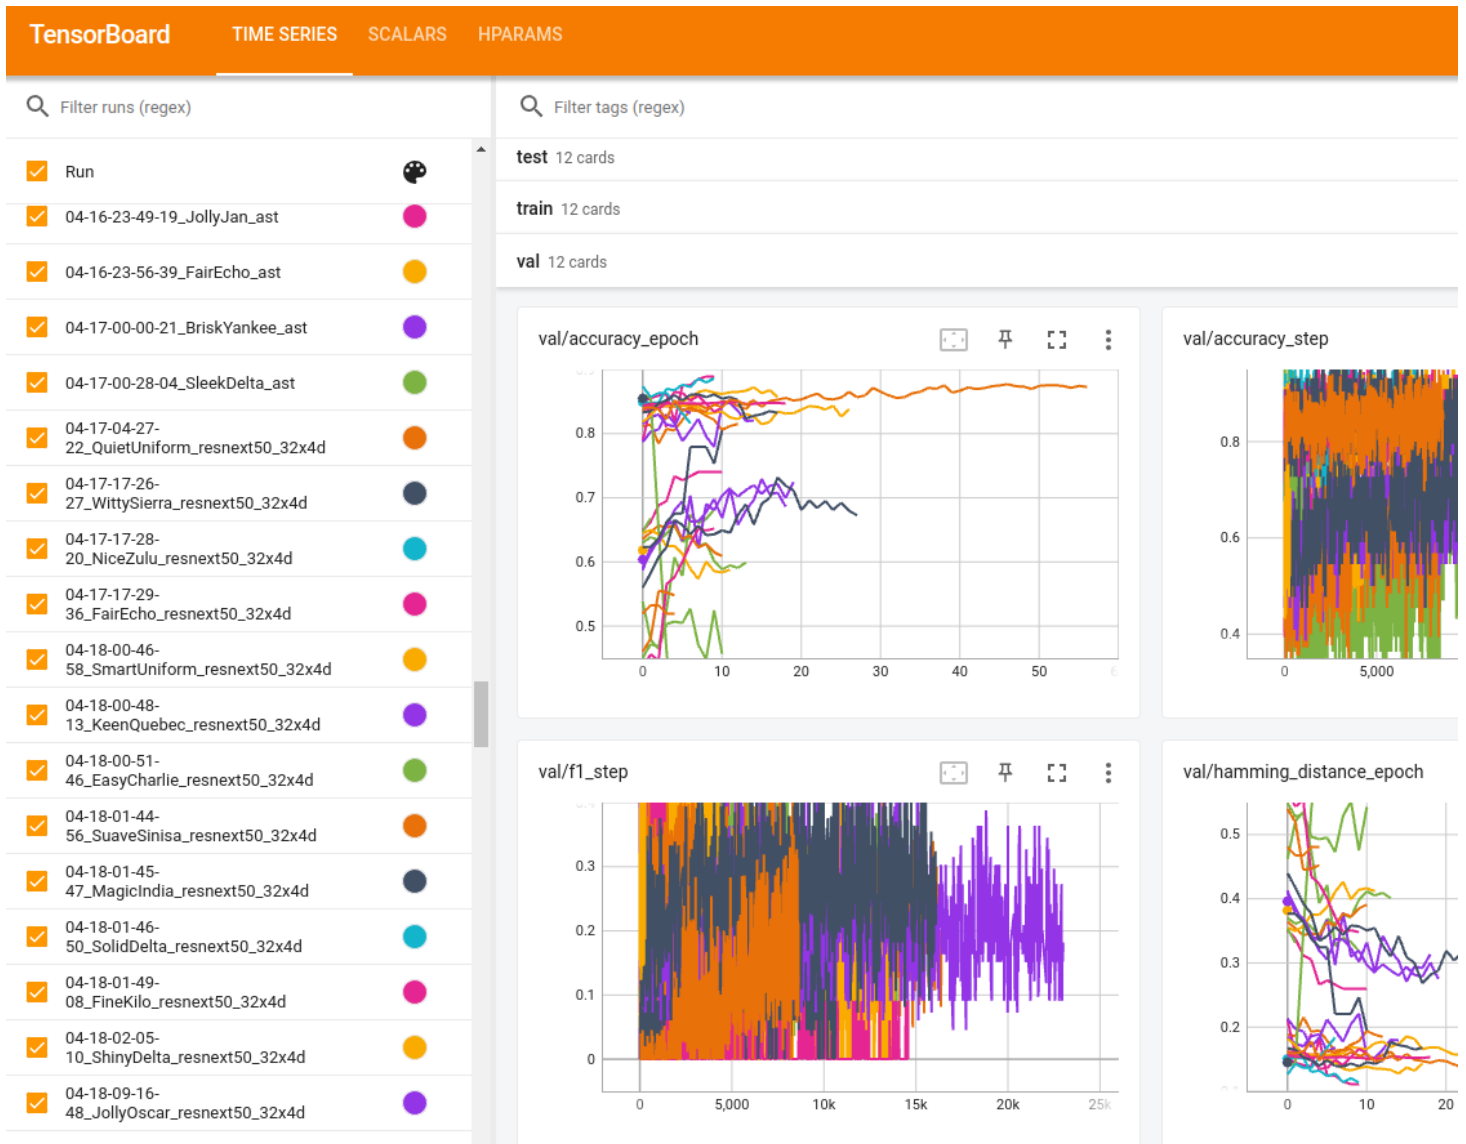 TensorBoard TIME SERIES SCALARS HPARAMS
Filter runs (regex)
Filter tags (regex)
Run
04-16-23-49-19_JollyJan_ast
04-16-23-56-39_FairEcho_ast
04-17-00-00-21_BriskYankee_ast
04-17-00-28-04_SleekDelta_ast
04-17-04-27-
22_QuietUniform_resnext50_32x4d
04-17-17-26-
27_WittySierra_resnext50_32x4d
04-17-17-28-
20_NiceZulu_resnext50_32x4d
04-17-17-29-
36_FairEcho_resnext50_32x4d
04-18-00-46-
58_SmartUniform_resnext50_32x4d
04-18-00-48-
13_KeenQuebec_resnext50_32x4d
04-18-00-51-
46_EasyCharlie_resnext50_32x4d
04-18-01-44-
56_SuaveSinisa_resnext50_32x4d
04-18-01-45-
47_MagicIndia_resnext50_32x4d
04-18-01-46-
50_SolidDelta_resnext50_32x4d
04-18-01-49-
08_FineKilo_resnext50_32x4d
04-18-02-05-
10_ShinyDelta_resnext50_32x4d
04-18-09-16-
48_JollyOscar_resnext50_32x4d
test 12 cards
train 12 cards
val 12 cards
val/accuracy_epoch
0.9
0.8
0.7
0.6
0.5
0 10 20 30 40 50 6
val/accuracy_step
0.8
0.6
0.4
0 5,000
val/f1_step
0.4
0.3
0.2
0.1
0
0 5,000 10k 15k 20k 25k
val/hamming_distance_epoch
0.5
0.4
0.3
0.2
0.1
0 10 20